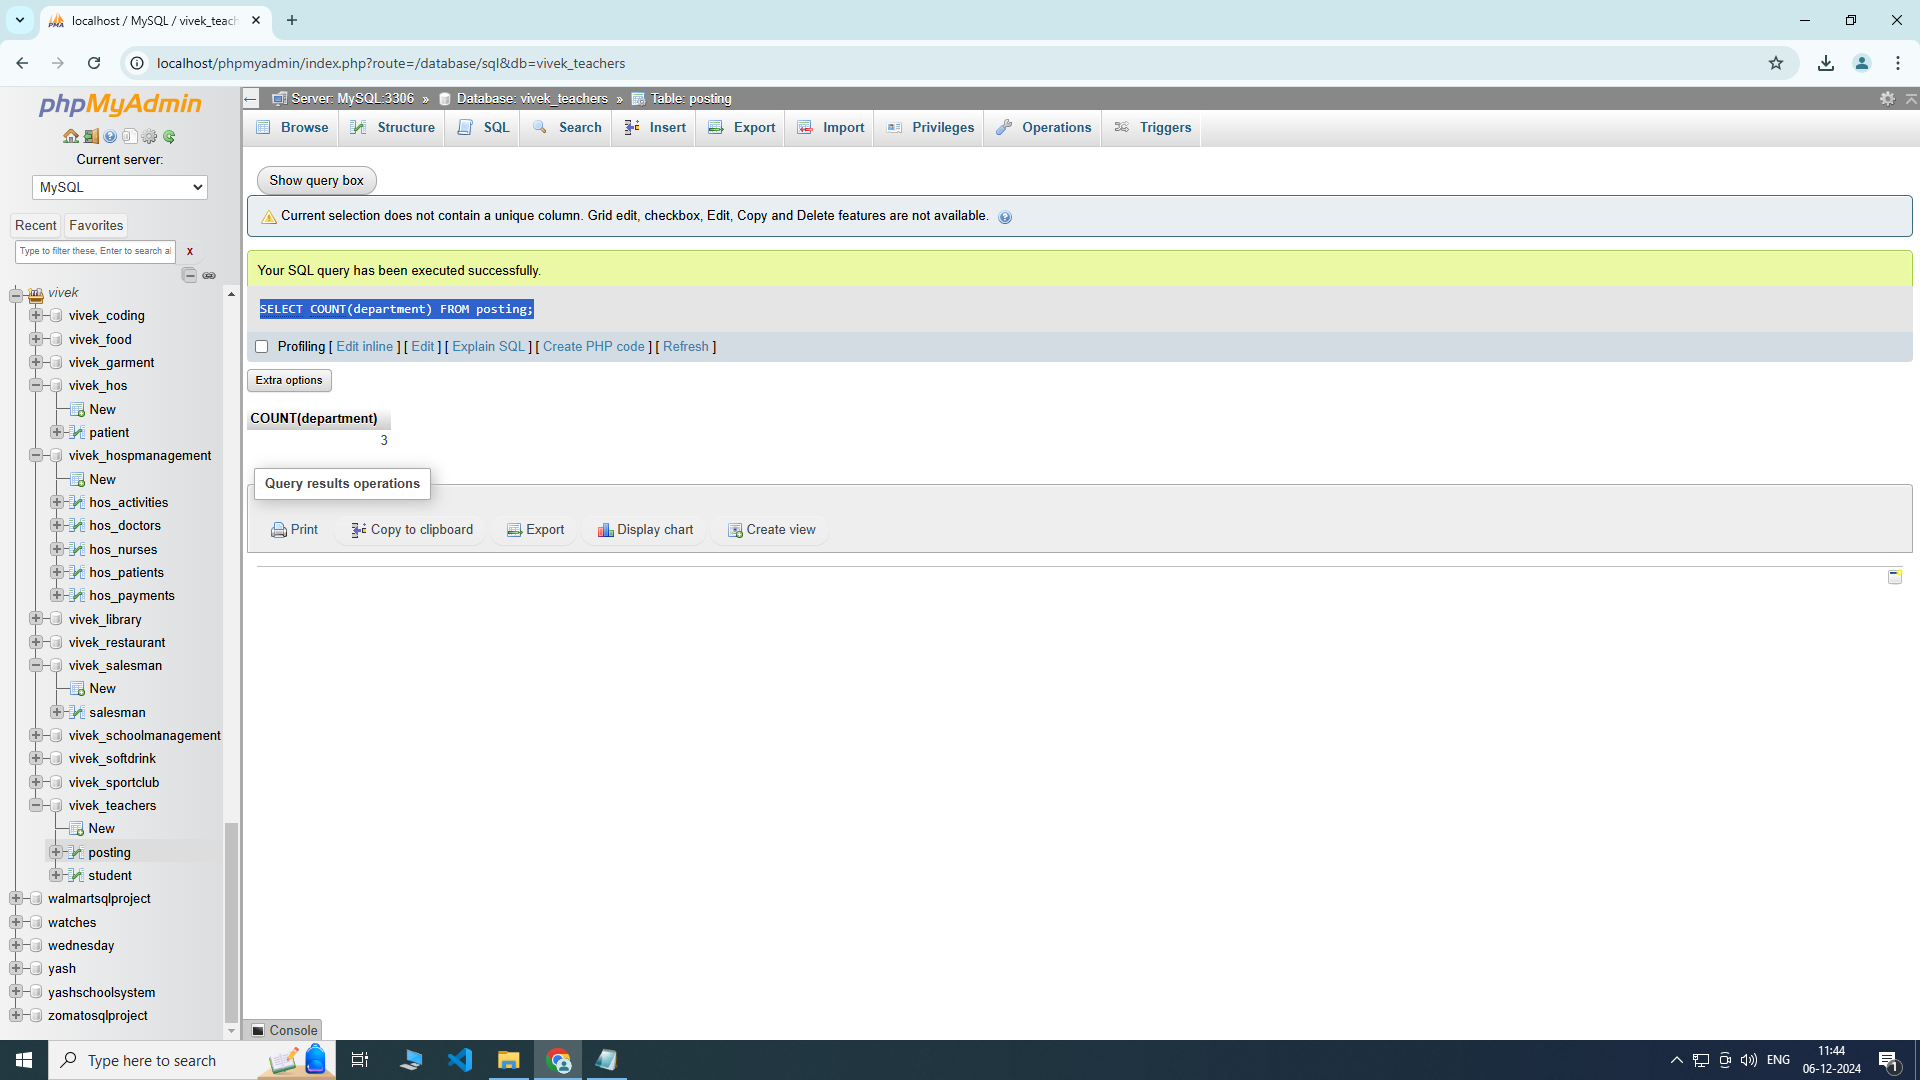 localhost / MySQL / vivek_teach
localhost/phpmyadmin/index.php?route=/database/sql&db=vivek_teachers
phpMyAdmin
Current server:
MySQL
Recent
Favorites
Type to filter these, Enter to search al
X
vivek
vivek_coding
vivek_food
vivek_garment
vivek_hos
New
patient
vivek_hospmanagement
New
hos_activities
hos_doctors
hos_nurses
hos_patients
hos_payments
vivek_library
vivek_restaurant
vivek_salesman
New
salesman
vivek_schoolmanagement
vivek_softdrink
vivek_sportclub
vivek_teachers
New
posting
student
walmartsqlproject
watches
wednesday
yash
yashschoolsystem
zomatosqlproject
Server: MySQL:3306 » Database: vivek_teachers » Table: posting
Browse Structure SQL Search Insert Export Import Privileges Operations Triggers
Show query box
Current selection does not contain a unique column. Grid edit, checkbox, Edit, Copy and Delete features are not available.
Your SQL query has been executed successfully.
SELECT COUNT(department) FROM posting;
Profiling [ Edit inline ] [ Edit ] [ Explain SQL ] [ Create PHP code ] [ Refresh ]
Extra options
COUNT(department)
3
Query results operations
Print Copy to clipboard Export Display chart Create view
Console
Type here to search
ENG
11:44
06-12-2024
1